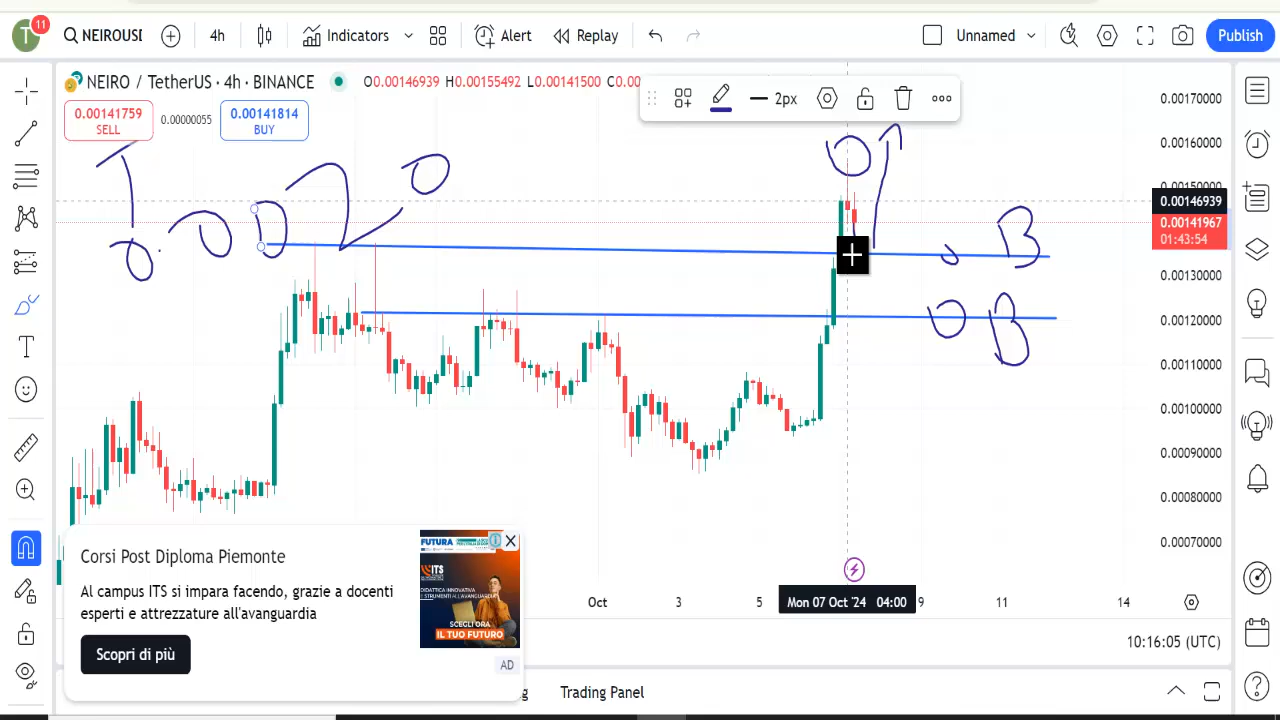 T 11 NEIROUSI 4h Indicators Alert Replay Unnamed Publish
NEIRO / TetherUS · 4h · BINANCE O0.00146939 H0.00155492 L0.00141500 C0.00
2px
0.00141759 SELL 0.00000055 0.00141814 BUY
0.00170000
0.00160000
0.00150000
0.00146939
0.00141967
01:43:54
0.00130000
0.00120000
0.00110000
0.00100000
0.00090000
0.00080000
0.00070000
T
0.0020
O
B
OB
Corsi Post Diploma Piemonte
Al campus ITS si impara facendo, grazie a docenti
esperti e attrezzature all'avanguardia
Scopri di più
FUTURA
ITS
SCEGLI ORA
IL TUO FUTURO
AD
Oct 3 5 Mon 07 Oct '24 04:00 9 11 14
10:16:05 (UTC)
Trading Panel